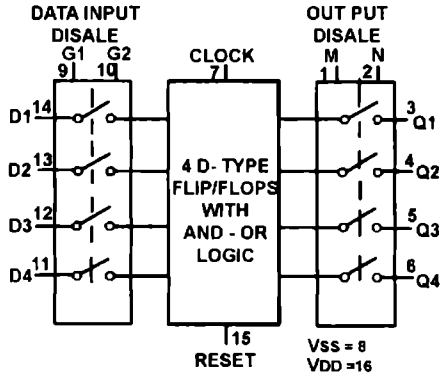 DATA INPUT
DISALE
G1 G2
9 10
OUT PUT
DISALE
M N
1 2
CLOCK
7
D1 14
D2 13
D3 12
D4 11
4 D- TYPE
FLIP/FLOPS
WITH
AND - OR
LOGIC
3 Q1
4 Q2
5 Q3
6 Q4
15
RESET
VSS = 8
VDD =16